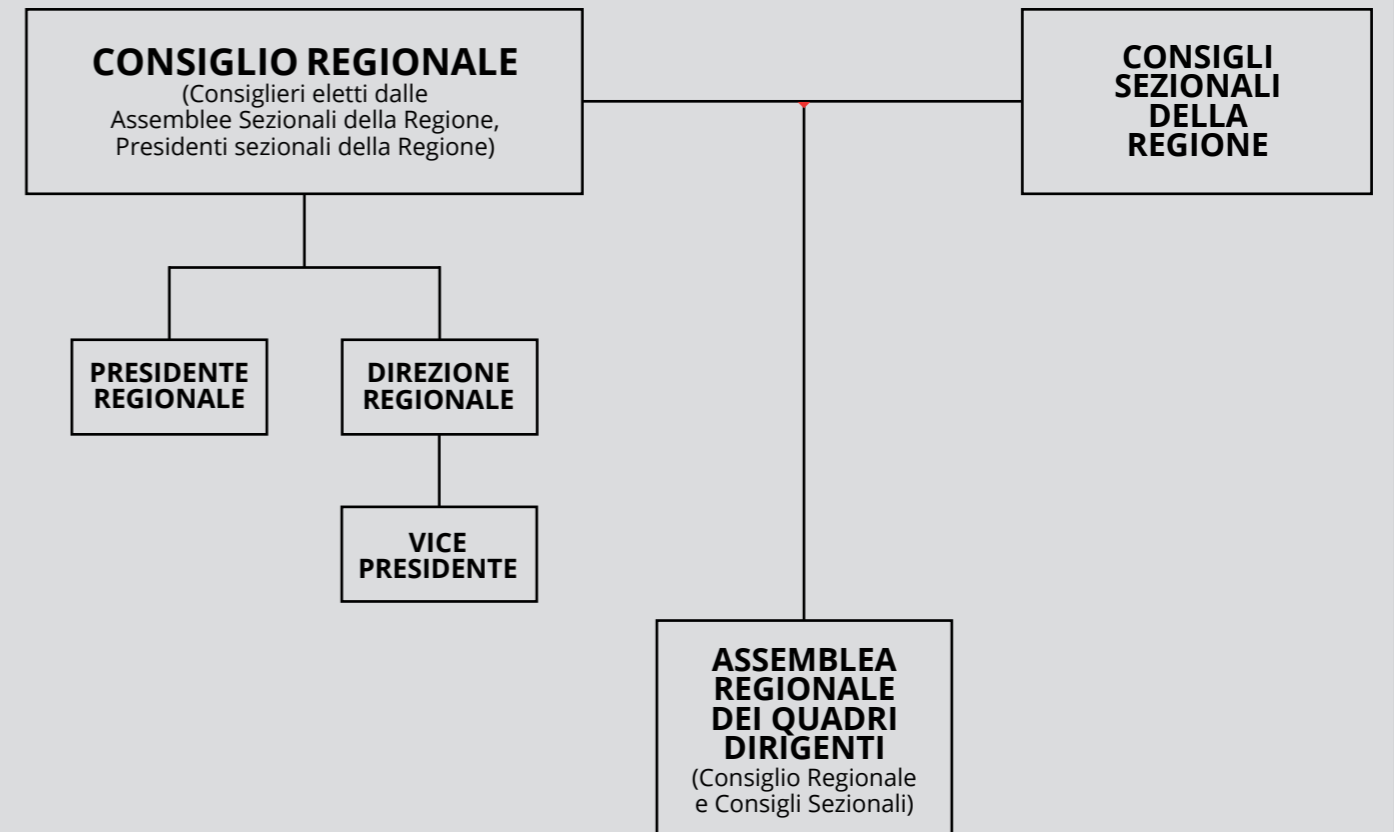 CONSIGLIO REGIONALE
(Consiglieri eletti dalle
Assemblee Sezionali della Regione,
Presidenti sezionali della Regione)
CONSIGLI
SEZIONALI
DELLA
REGIONE
PRESIDENTE
REGIONALE
DIREZIONE
REGIONALE
VICE
PRESIDENTE
ASSEMBLEA
REGIONALE
DEI QUADRI
DIRIGENTI
(Consiglio Regionale
e Consigli Sezionali)